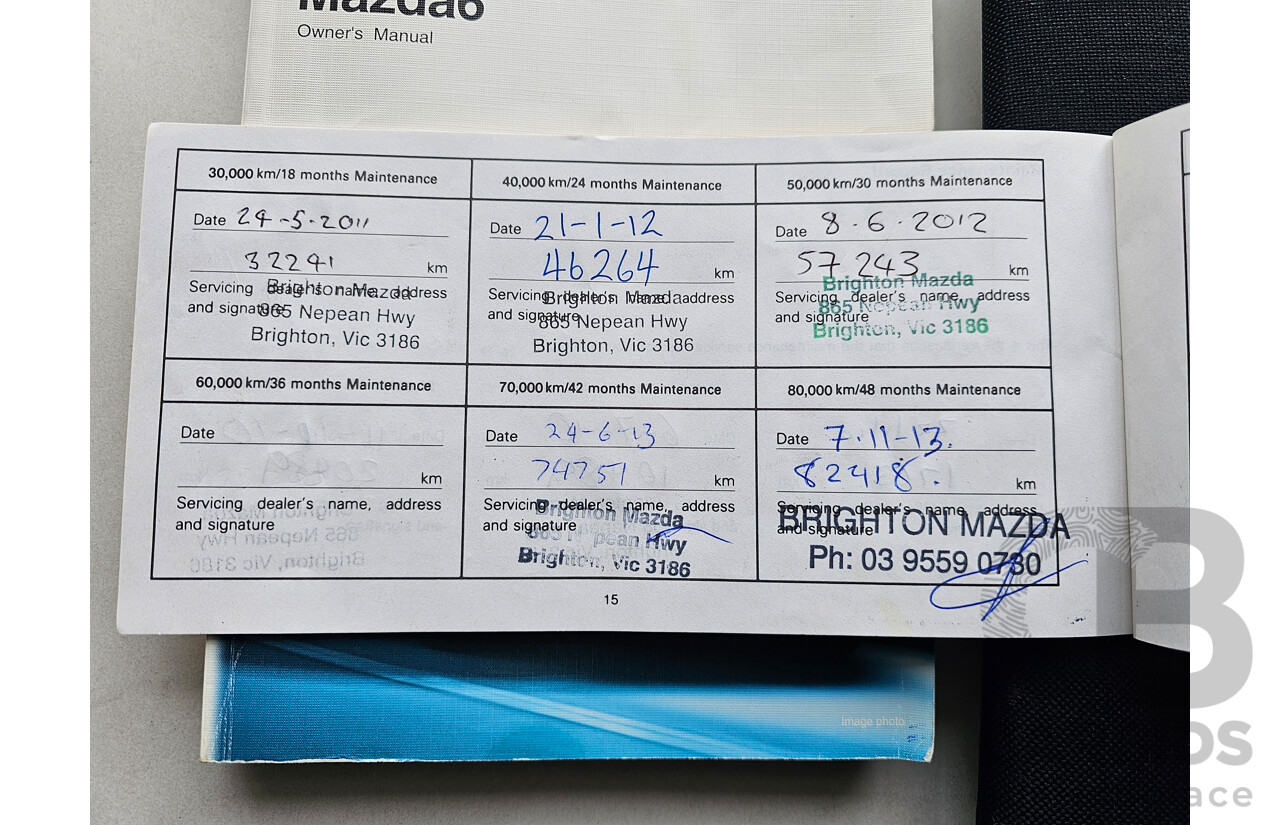 Mazda6
Owner's Manual
30,000 km/18 months Maintenance
Date 24-5-2011
32241 km
Servicing dealer's name, address
and signature
Brighton Mazda
865 Nepean Hwy
Brighton, Vic 3186
40,000 km/24 months Maintenance
Date 21-1-12
46264 km
Servicing dealer's name, address
and signature
Brighton Mazda
865 Nepean Hwy
Brighton, Vic 3186
50,000 km/30 months Maintenance
Date 8.6.2012
57243 km
Servicing dealer's name, address
and signature
Brighton Mazda
865 Nepean Hwy
Brighton, Vic 3186
60,000 km/36 months Maintenance
Date
km
Servicing dealer's name, address
and signature
70,000 km/42 months Maintenance
Date 24-6-13
74751 km
Servicing dealer's name, address
and signature
Brighton Mazda
865 Nepean Hwy
Brighton, Vic 3186
80,000 km/48 months Maintenance
Date 7.11-13.
82418. km
Servicing dealer's name, address
and signature
BRIGHTON MAZDA
Ph: 03 9559 0780
15
Image photo